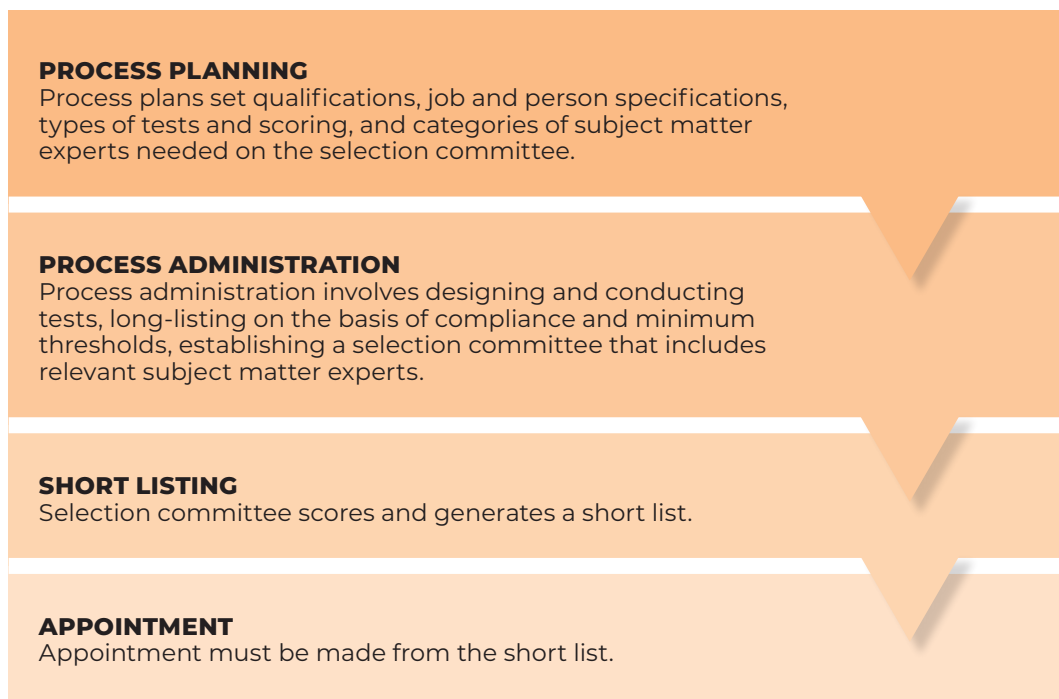 PROCESS PLANNING
Process plans set qualifications, job and person specifications,
types of tests and scoring, and categories of subject matter
experts needed on the selection committee.
PROCESS ADMINISTRATION
Process administration involves designing and conducting
tests, long-listing on the basis of compliance and minimum
thresholds, establishing a selection committee that includes
relevant subject matter experts.
SHORT LISTING
Selection committee scores and generates a short list.
APPOINTMENT
Appointment must be made from the short list.